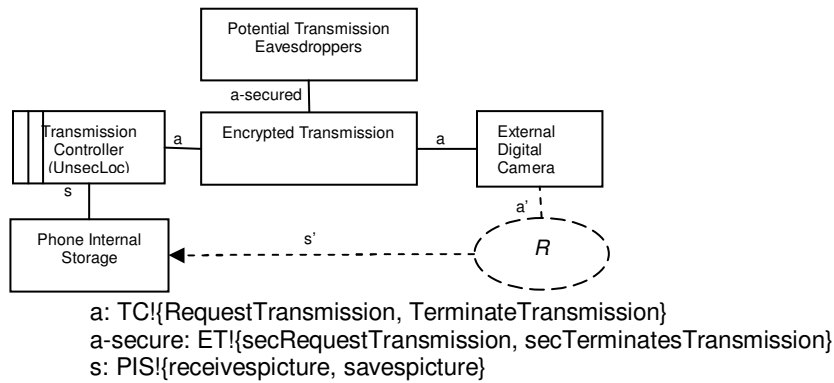 Potential Transmission
Eavesdroppers
a-secured
Transmission
Controller
(UnsecLoc)
a
Encrypted Transmission
a
External
Digital
Camera
s
a'
Phone Internal
Storage
s'
R
a: TC!{RequestTransmission, TerminateTransmission}
a-secure: ET!{secRequestTransmission, secTerminatesTransmission}
s: PIS!{receivespicture, savespicture}